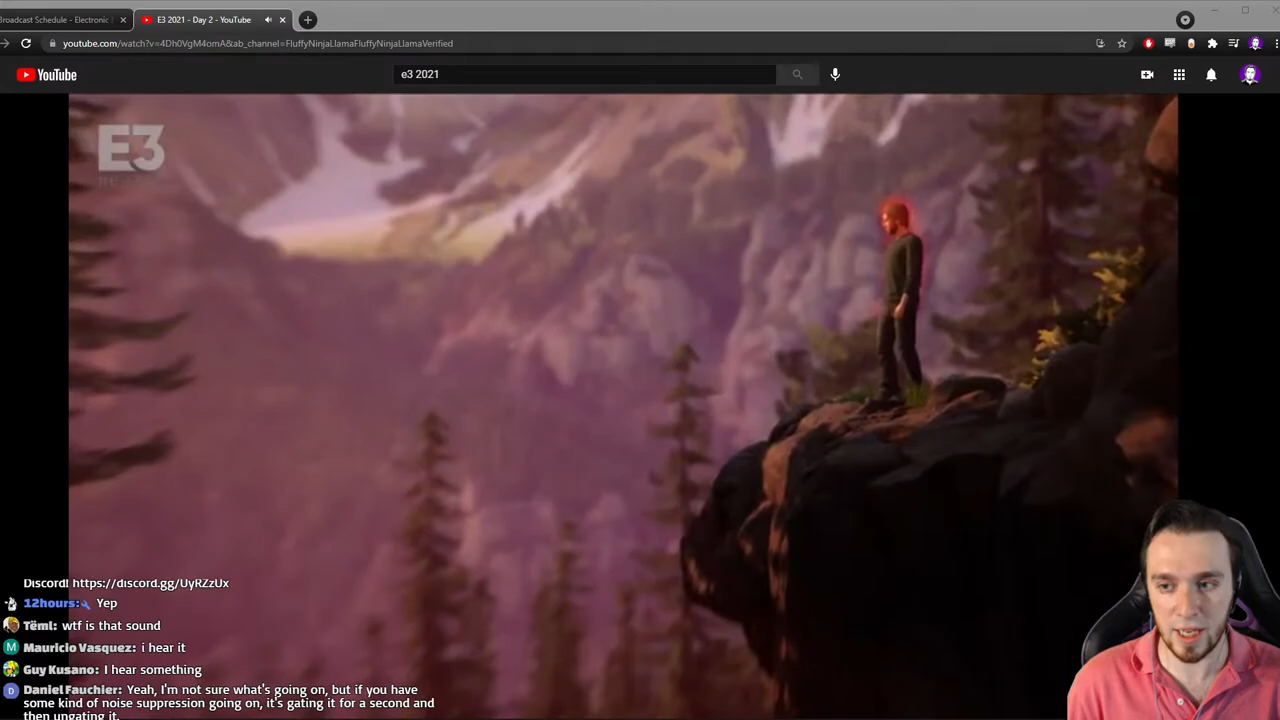 Broadcast Schedule - Electronic
E3 2021 - Day 2 - YouTube
youtube.com/watch?v=4Dh0VgM4omA&ab_channel=FluffyNinjaLlamaFluffyNinjaLlamaVerified
YouTube
e3 2021
E3
Discord! https://discord.gg/UyRZzUx
12hours: Yep
Tëml: wtf is that sound
Mauricio Vasquez: i hear it
M
Guy Kusano: I hear something
D
Daniel Fauchier: Yeah, I'm not sure what's going on, but if you have
some kind of noise suppression going on, it's gating it for a second and
then ungating it.